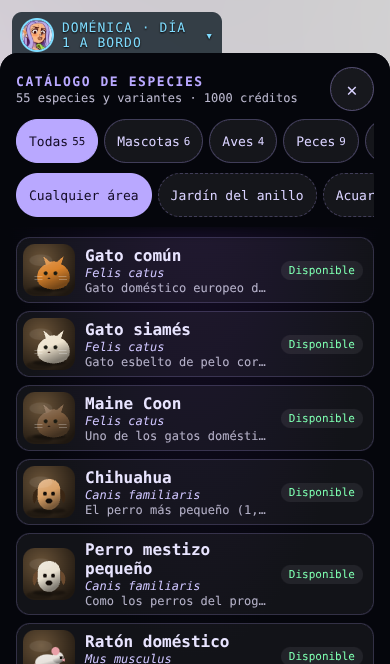 DOMÉNICA · DÍA
1 A BORDO
▾
CATÁLOGO DE ESPECIES
55 especies y variantes · 1000 créditos
×
Todas 55
Mascotas 6
Aves 4
Peces 9
Cualquier área
Jardín del anillo
Acuar
Gato común
Felis catus
Gato doméstico europeo d…
Disponible
Gato siamés
Felis catus
Gato esbelto de pelo cor…
Disponible
Maine Coon
Felis catus
Uno de los gatos domésti…
Disponible
Chihuahua
Canis familiaris
El perro más pequeño (1,…
Disponible
Perro mestizo
pequeño
Canis familiaris
Como los perros del prog…
Disponible
Ratón doméstico
Mus musculus
Disponible